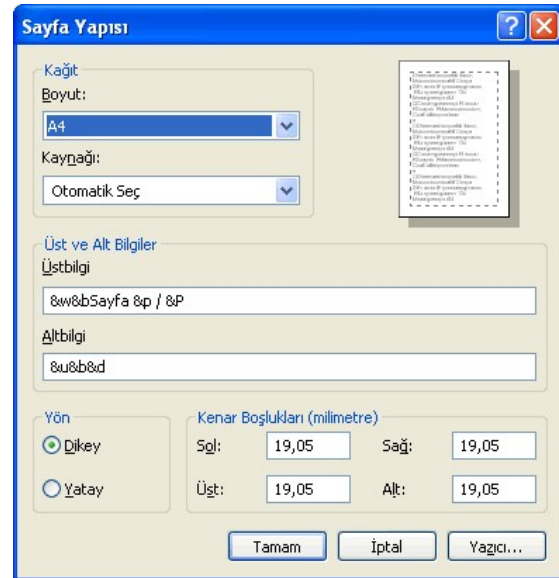 Sayfa Yapısı
Kağıt
Boyut:
A4
Kaynağı:
Otomatik Seç
Üst ve Alt Bilgiler
Üstbilgi
&w&bSayfa &p / &P
Altbilgi
&u&b&d
Yön
Dikey
Yatay
Kenar Boşlukları (milimetre)
Sol: 19,05 Sağ: 19,05
Üst: 19,05 Alt: 19,05
Tamam İptal Yazıcı...